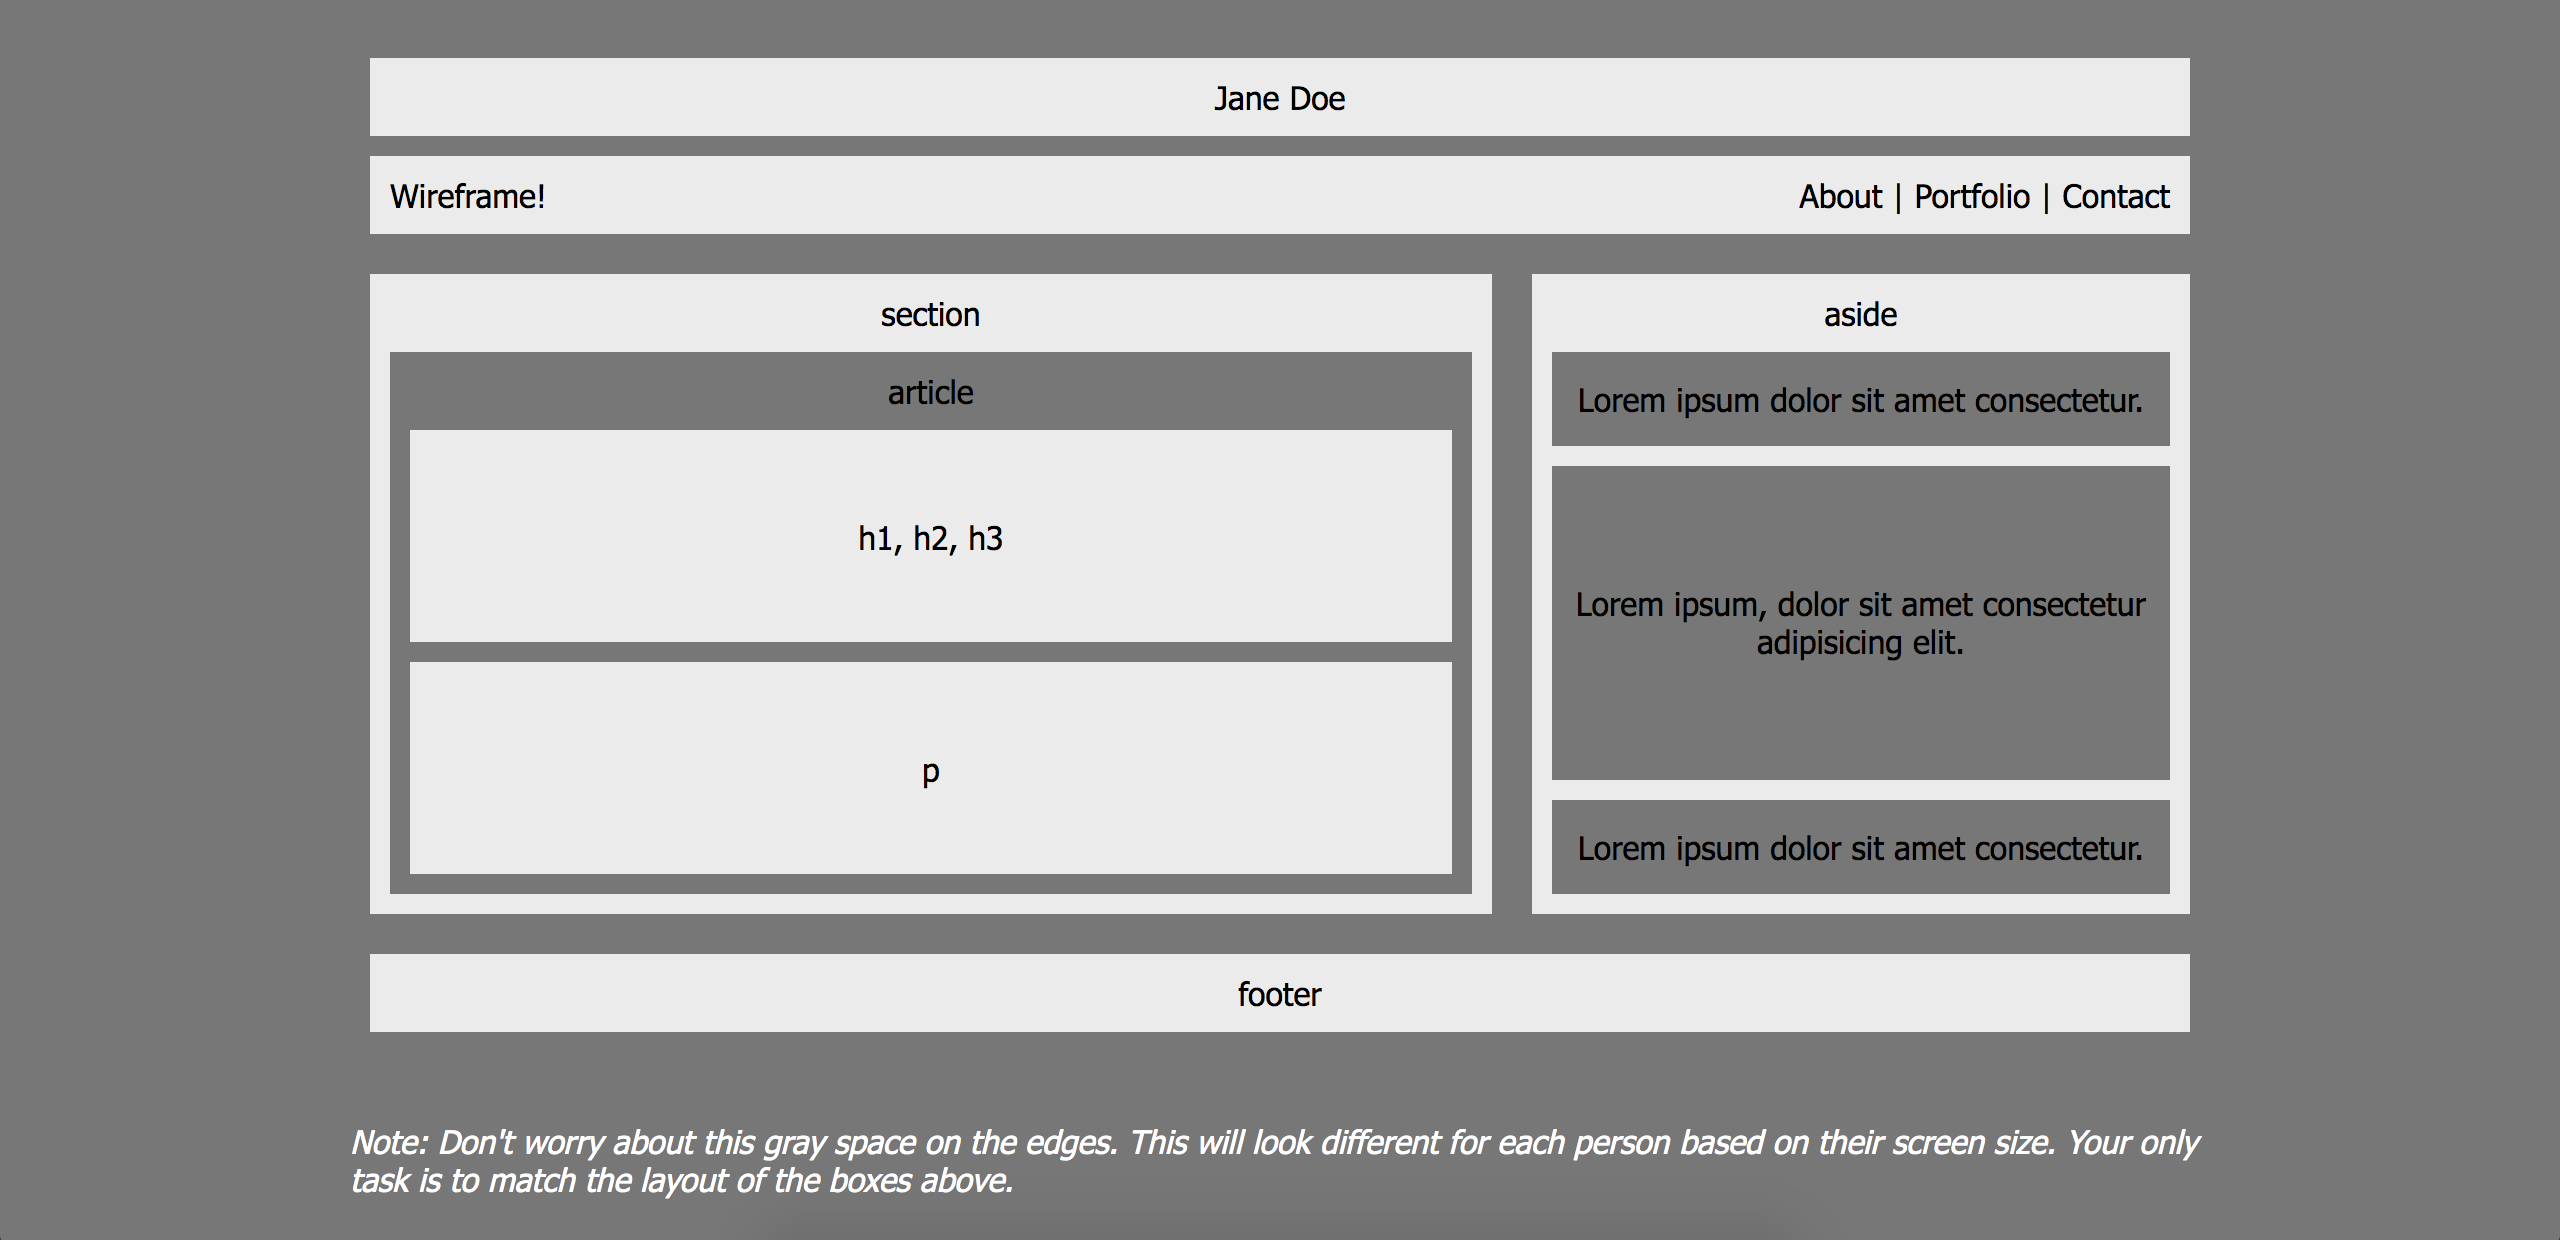 Jane Doe
Wireframe!
About | Portfolio | Contact
section
article
h1, h2, h3
p
aside
Lorem ipsum dolor sit amet consectetur.
Lorem ipsum, dolor sit amet consectetur
adipisicing elit.
Lorem ipsum dolor sit amet consectetur.
footer
Note: Don't worry about this gray space on the edges. This will look different for each person based on their screen size. Your only
task is to match the layout of the boxes above.